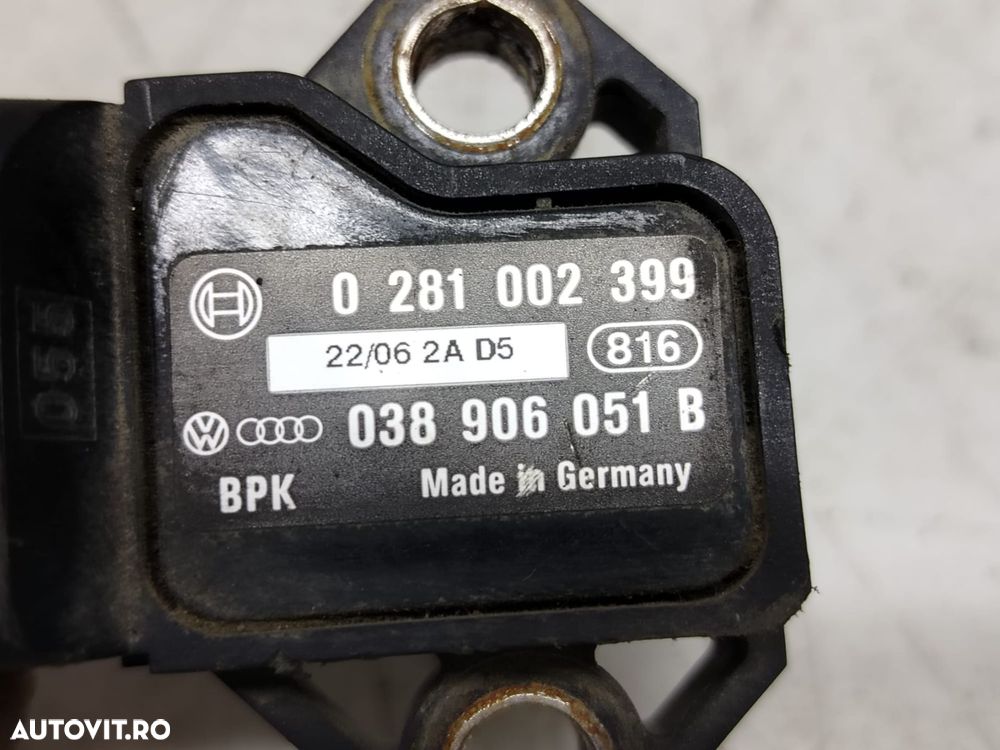 0 281 002 399
22/06 2A D5
816
038 906 051 B
BPK Made in Germany
055
AUTOVIT.RO